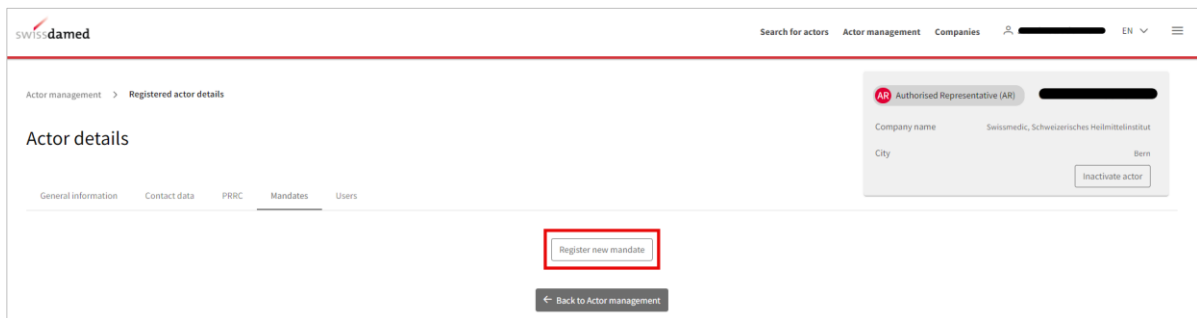 swissdamed
Search for actors Actor management Companies EN
Actor management > Registered actor details
AR Authorised Representative (AR)
Company name Swissmedic, Schweizerisches Heilmittelinstitut
City Bern
Inactivate actor
Actor details
General information Contact data PRRC Mandates Users
Register new mandate
← Back to Actor management